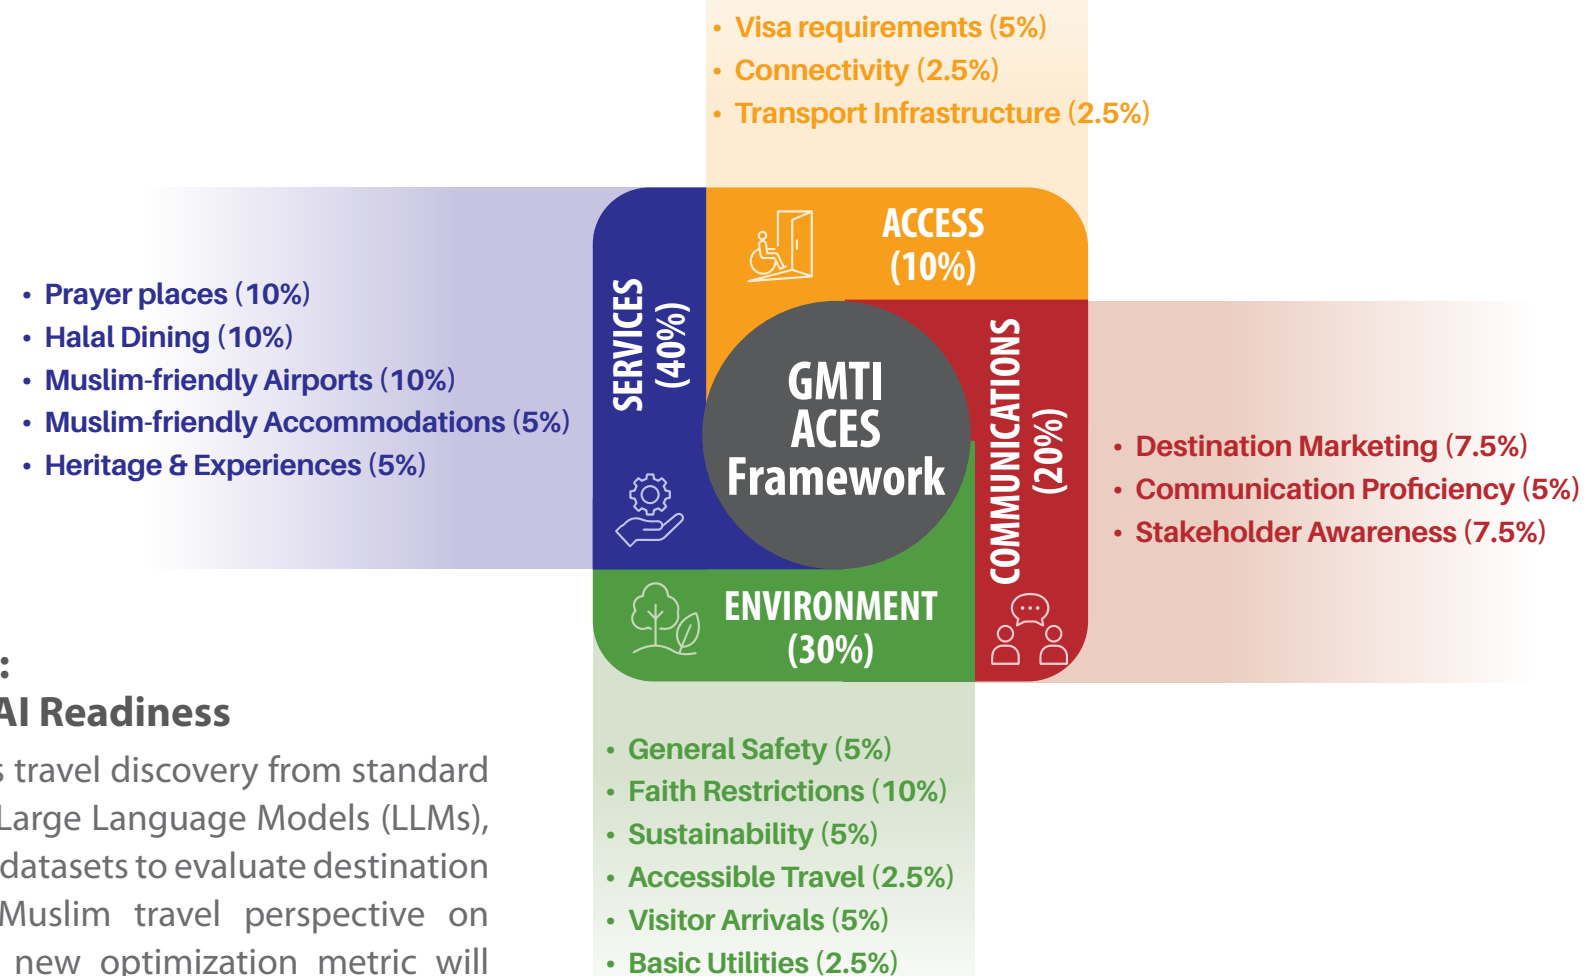 • Visa requirements (5%)
• Connectivity (2.5%)
• Transport Infrastructure (2.5%)
ACCESS
(10%)
SERVICES
(40%)
• Prayer places (10%)
• Halal Dining (10%)
• Muslim-friendly Airports (10%)
• Muslim-friendly Accommodations (5%)
• Heritage & Experiences (5%)
GMTI
ACES
Framework
COMMUNICATIONS
(20%)
• Destination Marketing (7.5%)
• Communication Proficiency (5%)
• Stakeholder Awareness (7.5%)
ENVIRONMENT
(30%)
• General Safety (5%)
• Faith Restrictions (10%)
• Sustainability (5%)
• Accessible Travel (2.5%)
• Visitor Arrivals (5%)
• Basic Utilities (2.5%)
:
AI Readiness
s travel discovery from standard
Large Language Models (LLMs),
datasets to evaluate destination
Muslim travel perspective on
new optimization metric will